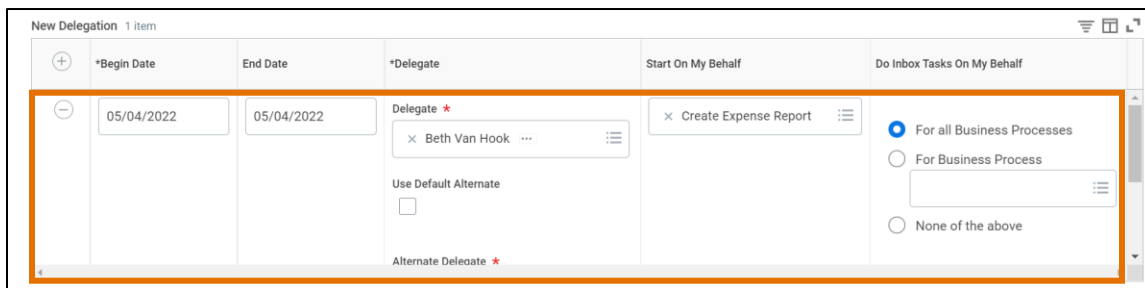 New Delegation 1 item
*Begin Date End Date *Delegate Start On My Behalf Do Inbox Tasks On My Behalf
05/04/2022 05/04/2022
Delegate *
× Beth Van Hook ...
Use Default Alternate
Alternate Delegate *
× Create Expense Report
For all Business Processes
For Business Process
None of the above